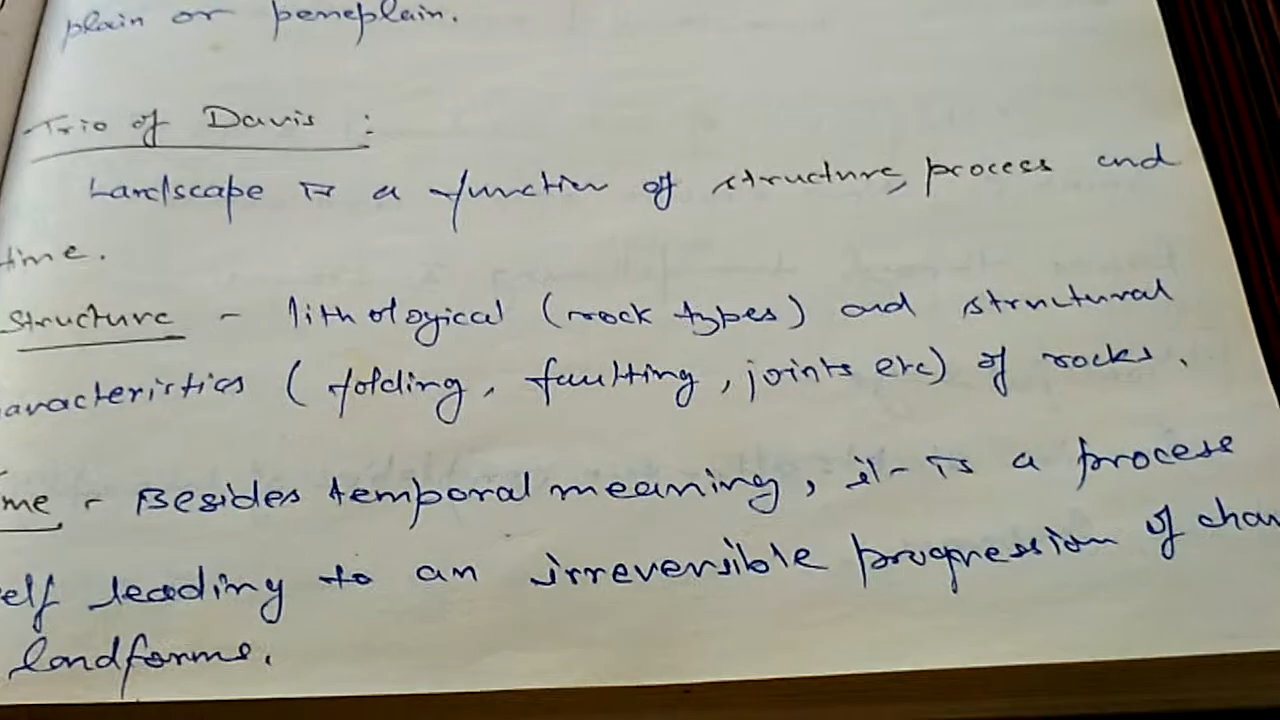 plain or peneplain.
Trio of Davis :
Landscape is a function of structure, process and
time.
Structure - lithological (rock types) and structural
aracteristics ( folding, faulting, joints etc) of rocks.
me - Besides temporal meaning, it is a process
elf leading to an irreversible progression of chan
landforms.